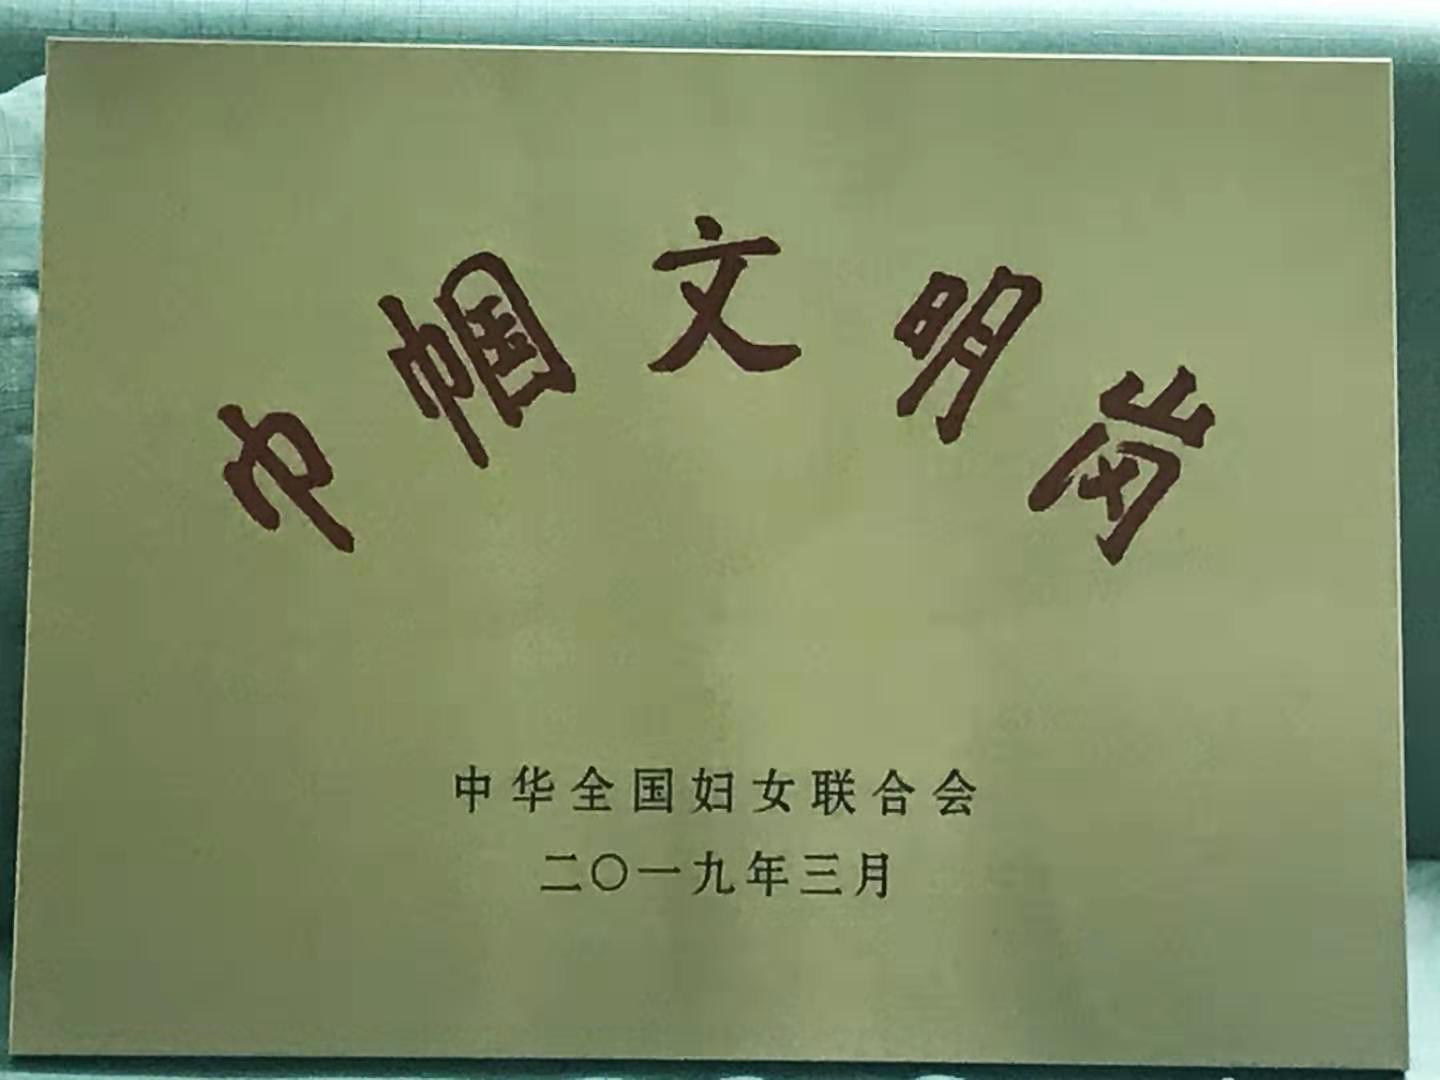 巾帼文明岗
中华全国妇女联合会
二〇一九年三月